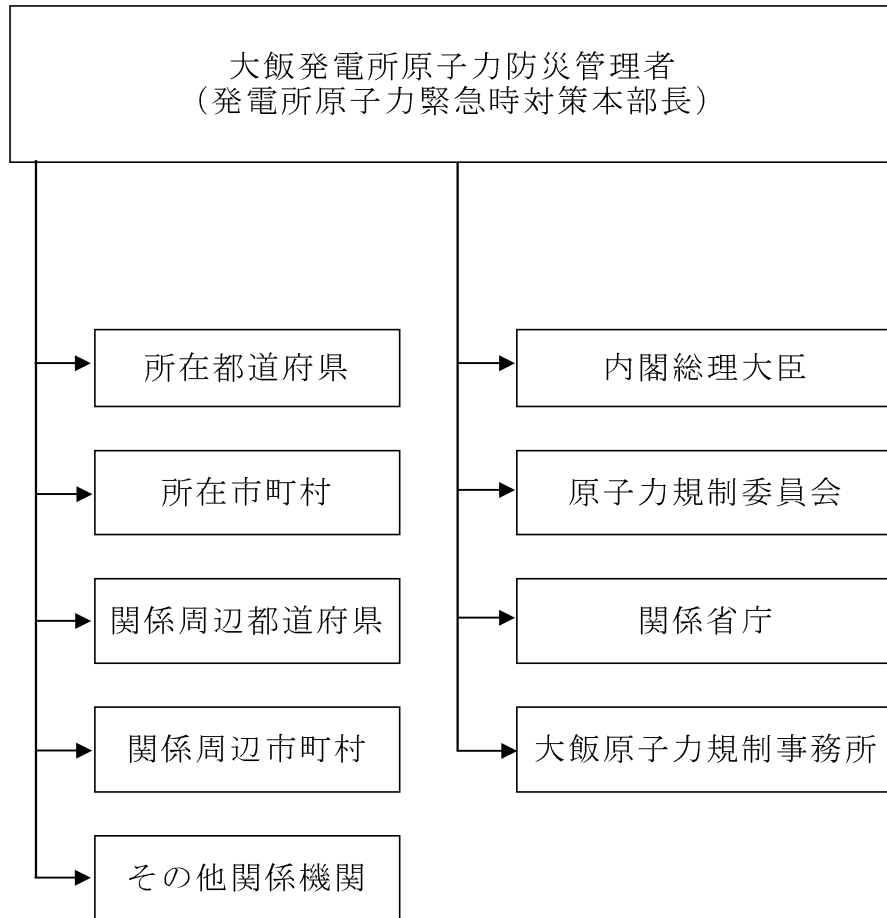 大飯発電所原子力防災管理者
（発電所原子力緊急時対策本部長）
所在都道府県
所在市町村
関係周辺都道府県
関係周辺市町村
その他関係機関
内閣総理大臣
原子力規制委員会
関係省庁
大飯原子力規制事務所